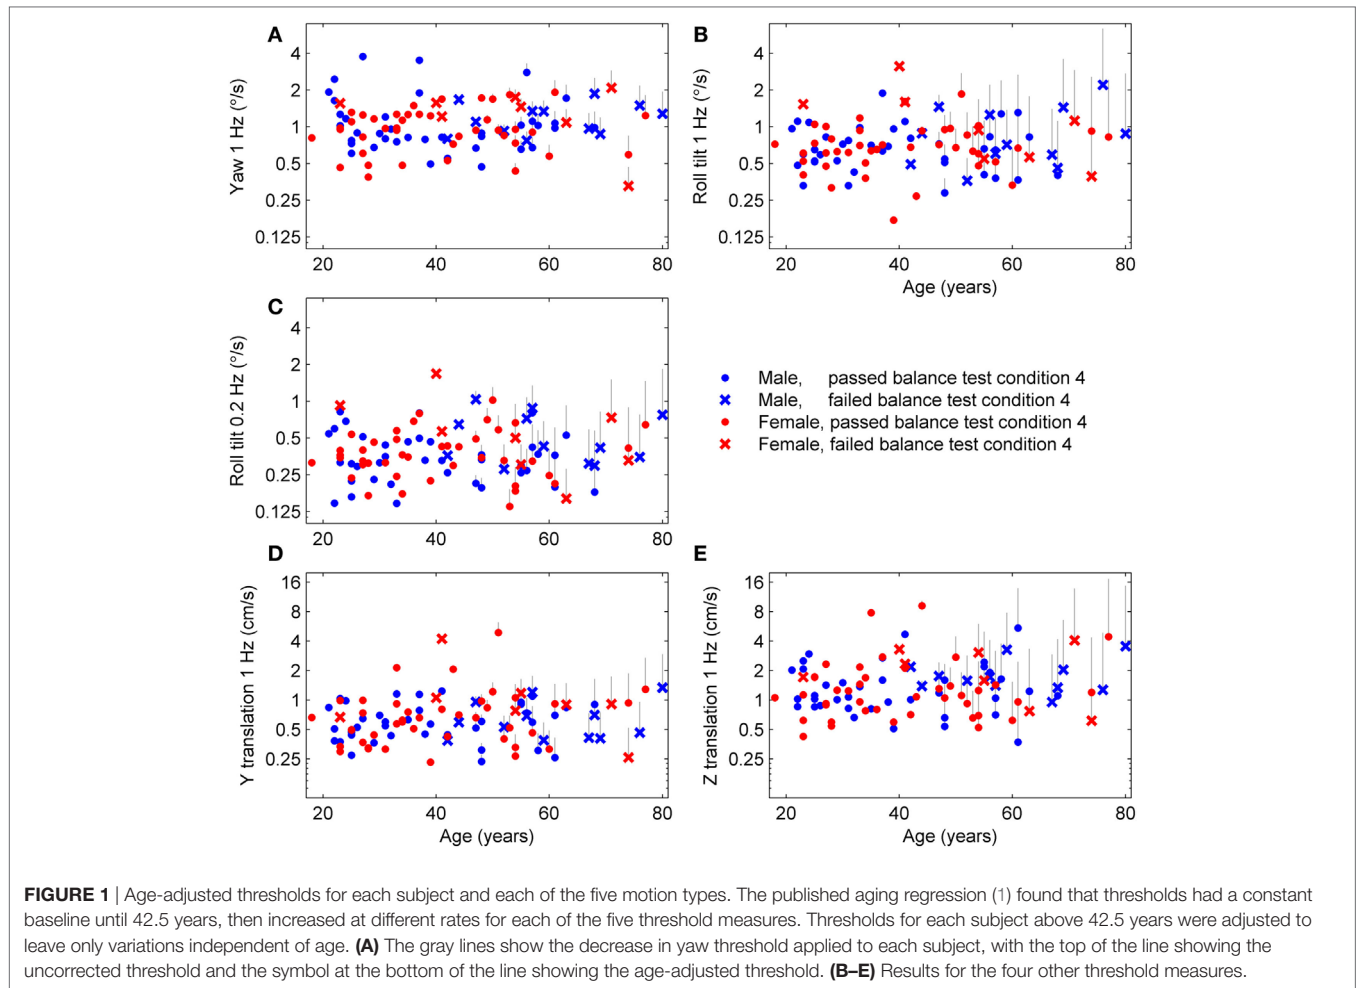 A
Yaw 1 Hz (°/s)
4
2
1
0.5
0.25
0.125
20
40
60
80
B
Roll tilt 1 Hz (°/s)
4
2
1
0.5
0.25
0.125
20
40
60
80
Age (years)
C
Roll tilt 0.2 Hz (°/s)
4
2
1
0.5
0.25
0.125
20
40
60
80
Male, passed balance test condition 4
Male, failed balance test condition 4
Female, passed balance test condition 4
Female, failed balance test condition 4
D
Y translation 1 Hz (cm/s)
16
8
4
2
1
0.5
0.25
20
40
60
80
Age (years)
E
Z translation 1 Hz (cm/s)
16
8
4
2
1
0.5
0.25
20
40
60
80
Age (years)
FIGURE 1 | Age-adjusted thresholds for each subject and each of the five motion types. The published aging regression (1) found that thresholds had a constant
baseline until 42.5 years, then increased at different rates for each of the five threshold measures. Thresholds for each subject above 42.5 years were adjusted to
leave only variations independent of age. (A) The gray lines show the decrease in yaw threshold applied to each subject, with the top of the line showing the
uncorrected threshold and the symbol at the bottom of the line showing the age-adjusted threshold. (B–E) Results for the four other threshold measures.